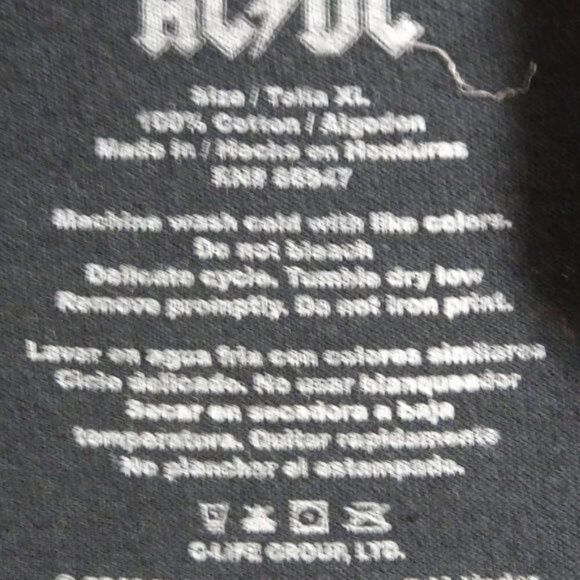 AC/DC
Size / Talla XL
100% Cotton / Algodon
Made in / Hecho en Honduras
RN# 86947
Machine wash cold with like colors.
Do not bleach
Delicate cycle. Tumble dry low
Remove promptly. Do not iron print.
Lavar en agua fria con colores similares
Ciclo delicado. No usar blanqueador
Secar en secadora a baja
temperatura. Quitar rapidamente
No planchar el estampado.
C-LIFE GROUP, LTD.